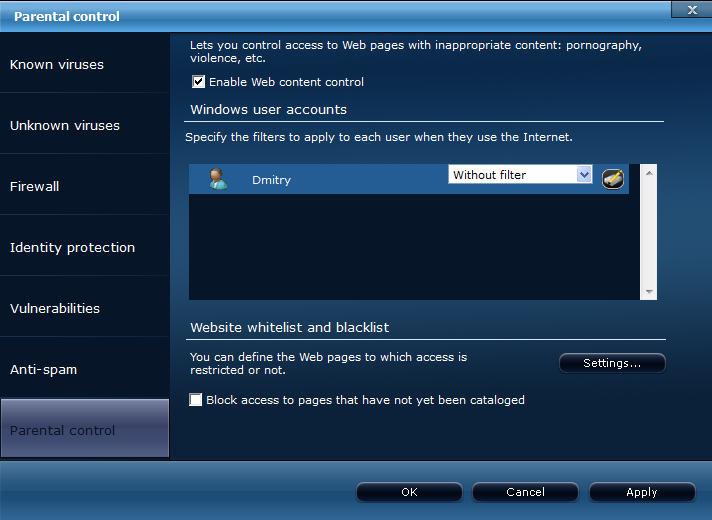 Parental control
x
Known viruses
Unknown viruses
Firewall
Identity protection
Vulnerabilities
Anti-spam
Parental control
Lets you control access to Web pages with inappropriate content: pornography,
violence, etc.
Enable Web content control
Windows user accounts
Specify the filters to apply to each user when they use the Internet.
Dmitry
Without filter
Website whitelist and blacklist
You can define the Web pages to which access is
restricted or not.
Settings...
Block access to pages that have not yet been cataloged
OK
Cancel
Apply